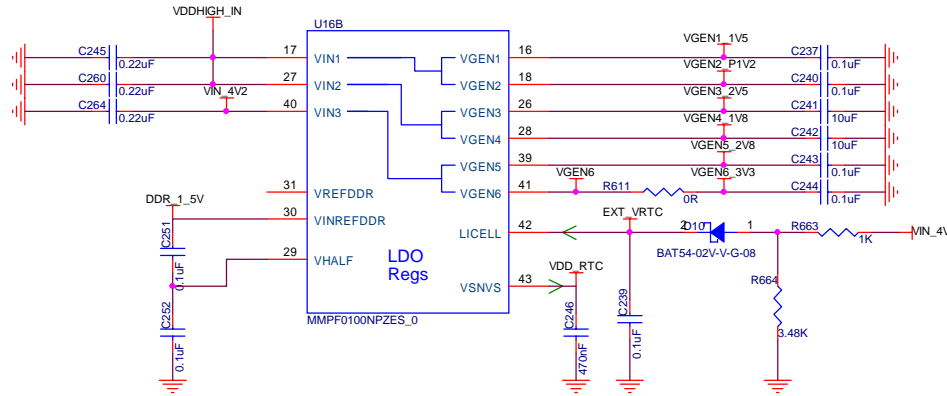 VDDHIGH_IN
U16B
C245
0.22uF
17
VIN1
VGEN1
16
VGEN1_1V5
C237
0.1uF
C260
0.22uF
27
VIN2
VGEN2
18
VGEN2_P1V2
C240
0.1uF
C264
0.22uF
VIN_4V2
40
VIN3
VGEN3
26
VGEN3_2V5
C241
10uF
VGEN4
28
VGEN4_1V8
C242
10uF
VGEN5
39
VGEN5_2V8
C243
0.1uF
31
VREFDDR
VGEN6
41
VGEN6
R611
0R
VGEN6_3V3
C244
0.1uF
DDR_1_5V
30
VINREFDDR
LICELL
42
EXT_VRTC
2
D10
1
BAT54-02V-V-G-08
R663
1K
VIN_4V
C251
0.1uF
29
VHALF
LDO
Regs
VSNVS
43
VDD_RTC
C246
470nF
C239
0.1uF
R664
3.48K
C252
0.1uF
MMPF0100NPZES_0